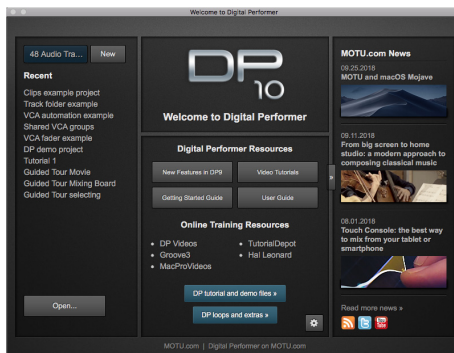 Welcome to Digital Performer
48 Audio Tra...
New
Recent
Clips example project
Track folder example
VCA automation example
Shared VCA groups
VCA fader example
DP demo project
Tutorial 1
Guided Tour Movie
Guided Tour Mixing Board
Guided Tour selecting
Open...
DP
10
Welcome to Digital Performer
Digital Performer Resources
New Features in DP9
Video Tutorials
Getting Started Guide
User Guide
Online Training Resources
• DP Videos
• TutorialDepot
• Groove3
• Hal Leonard
• MacProVideos
DP tutorial and demo files »
DP loops and extras »
»
MOTU.com News
09.25.2018
MOTU and macOS Mojave
09.11.2018
From big screen to home
studio: a modern approach to
composing classical music
08.01.2018
Touch Console: the best way
to mix from your tablet or
smartphone
Read more news »
You
Tube
MOTU.com | Digital Performer on MOTU.com